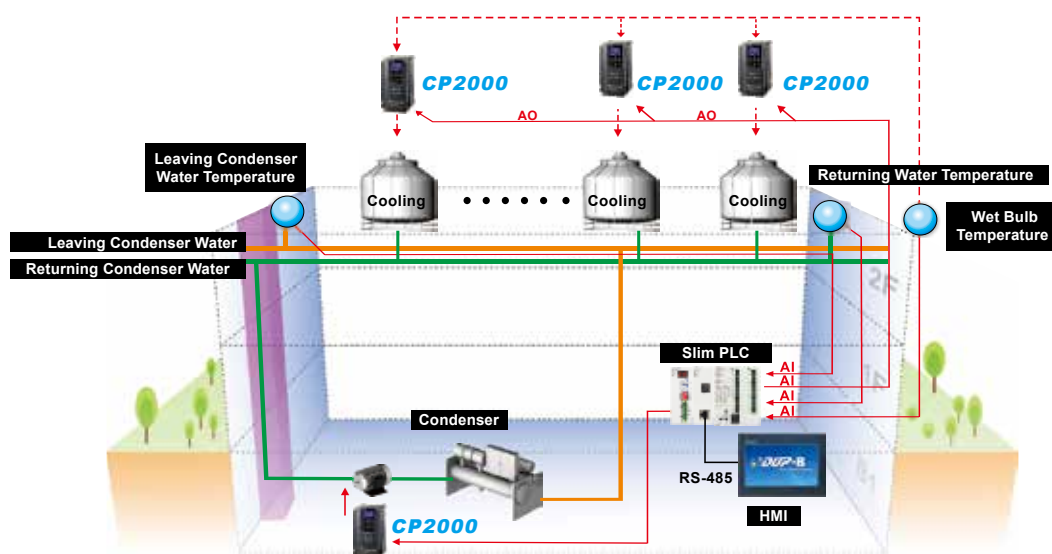 CP2000
CP2000
CP2000
AO
AO
Leaving Condenser
Water Temperature
Returning Water Temperature
Cooling
Cooling
Cooling
Wet Bulb
Temperature
Leaving Condenser Water
Returning Condenser Water
2F
Slim PLC
AI
AI
1F
AI
AI
Condenser
RS-485
B1
HMI
CP2000